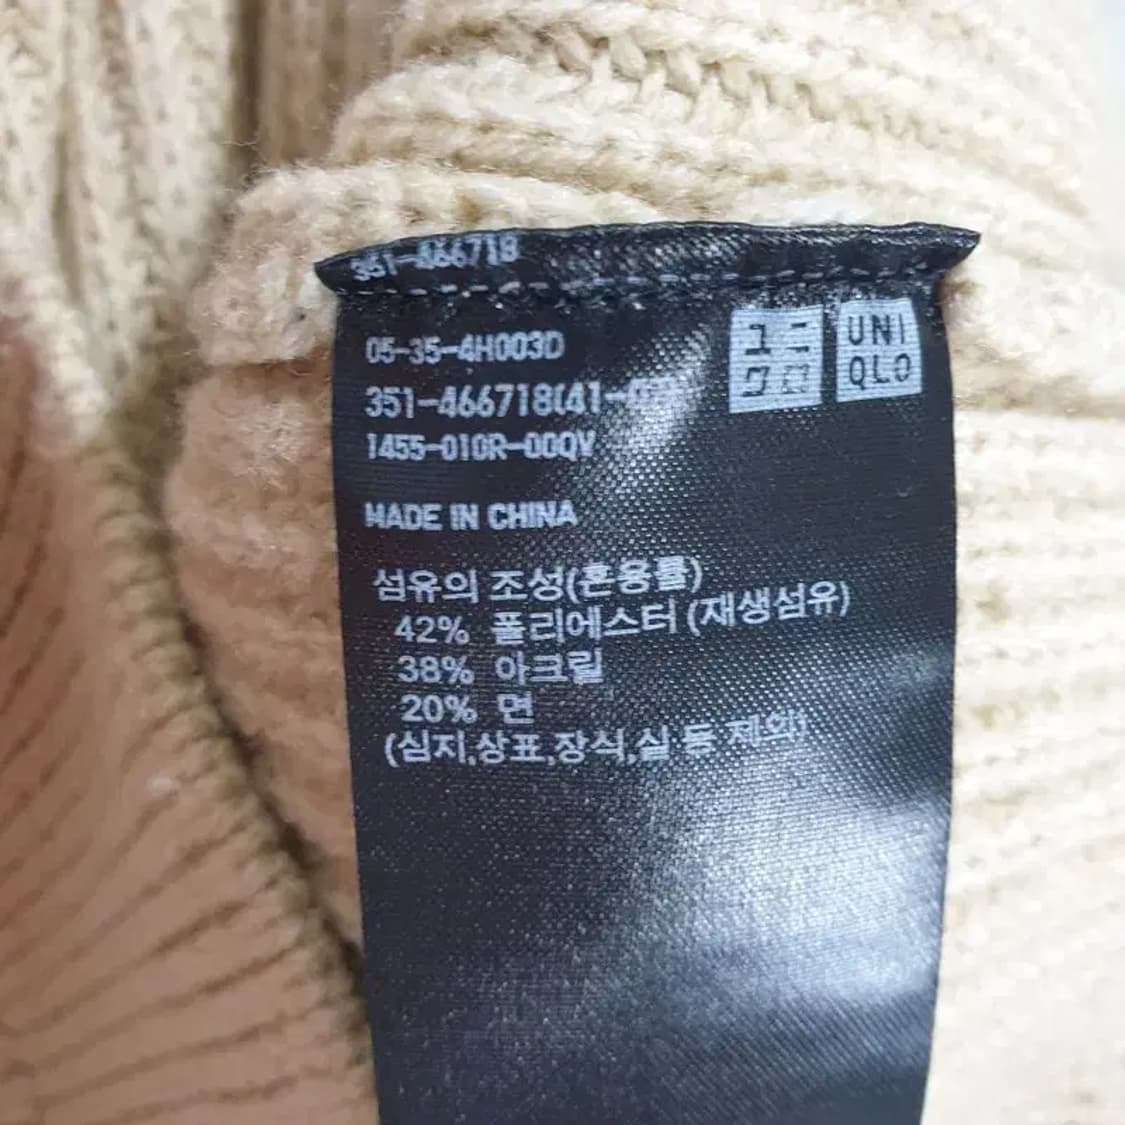 351-466718
05-35-4H003D
ユニ
クロ
UNI
QLO
351-466718(41-
1455-010R-00QV
MADE IN CHINA
섬유의 조성(혼용률)
42% 폴리에스터 (재생섬유)
38% 아크릴
20% 면
(심지,상표,장식,실 등 제외)